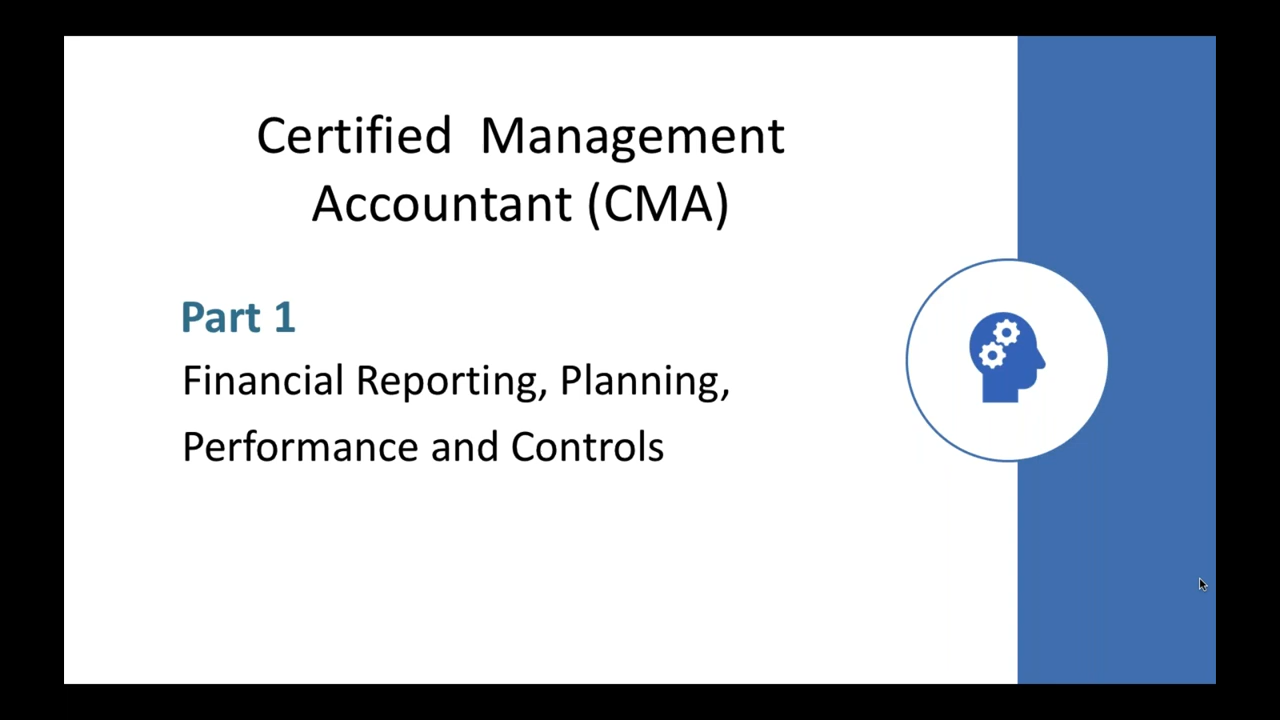 Certified  Management
Accountant (CMA)
Part 1
Financial Reporting, Planning,
Performance and Controls